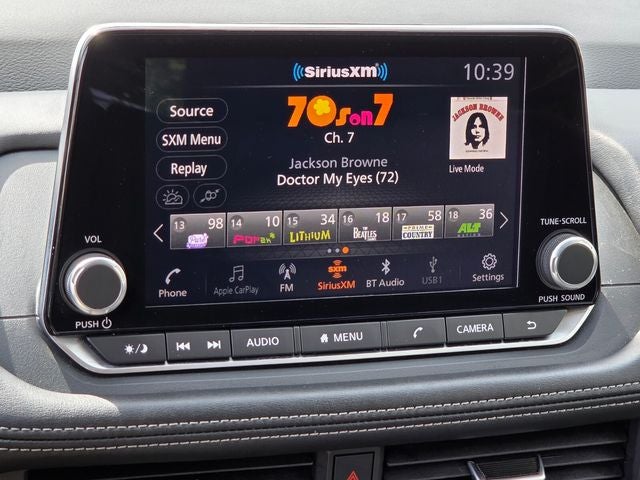 SiriusXM
10:39
Source
SXM Menu
Replay
70s on 7
Ch. 7
Jackson Browne
Doctor My Eyes (72)
JACKSON BROWNE
Live Mode
13 98
14 10
15 34
16 18
17 58
18 36
POP
LITHIUM
THE BEATLES
PRIME COUNTRY
ALT
Phone
Apple CarPlay
FM
sxm
SiriusXM
BT Audio
USB1
Settings
VOL
PUSH
TUNE·SCROLL
PUSH SOUND
AUDIO
MENU
CAMERA